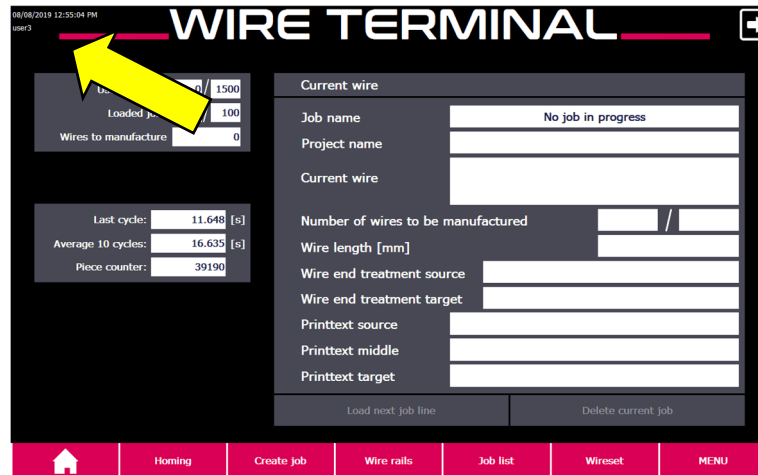 08/08/2019 12:55:04 PM
user3
WIRE TERMINAL
0 / 1500
Loaded / 100
Wires to manufacture 0
Last cycle: 11.648 [s]
Average 10 cycles: 16.635 [s]
Piece counter: 39190
Current wire
Job name No job in progress
Project name
Current wire
Number of wires to be manufactured /
Wire length [mm]
Wire end treatment source
Wire end treatment target
Printtext source
Printtext middle
Printtext target
Load next job line Delete current job
Homing Create job Wire rails Job list Wireset MENU